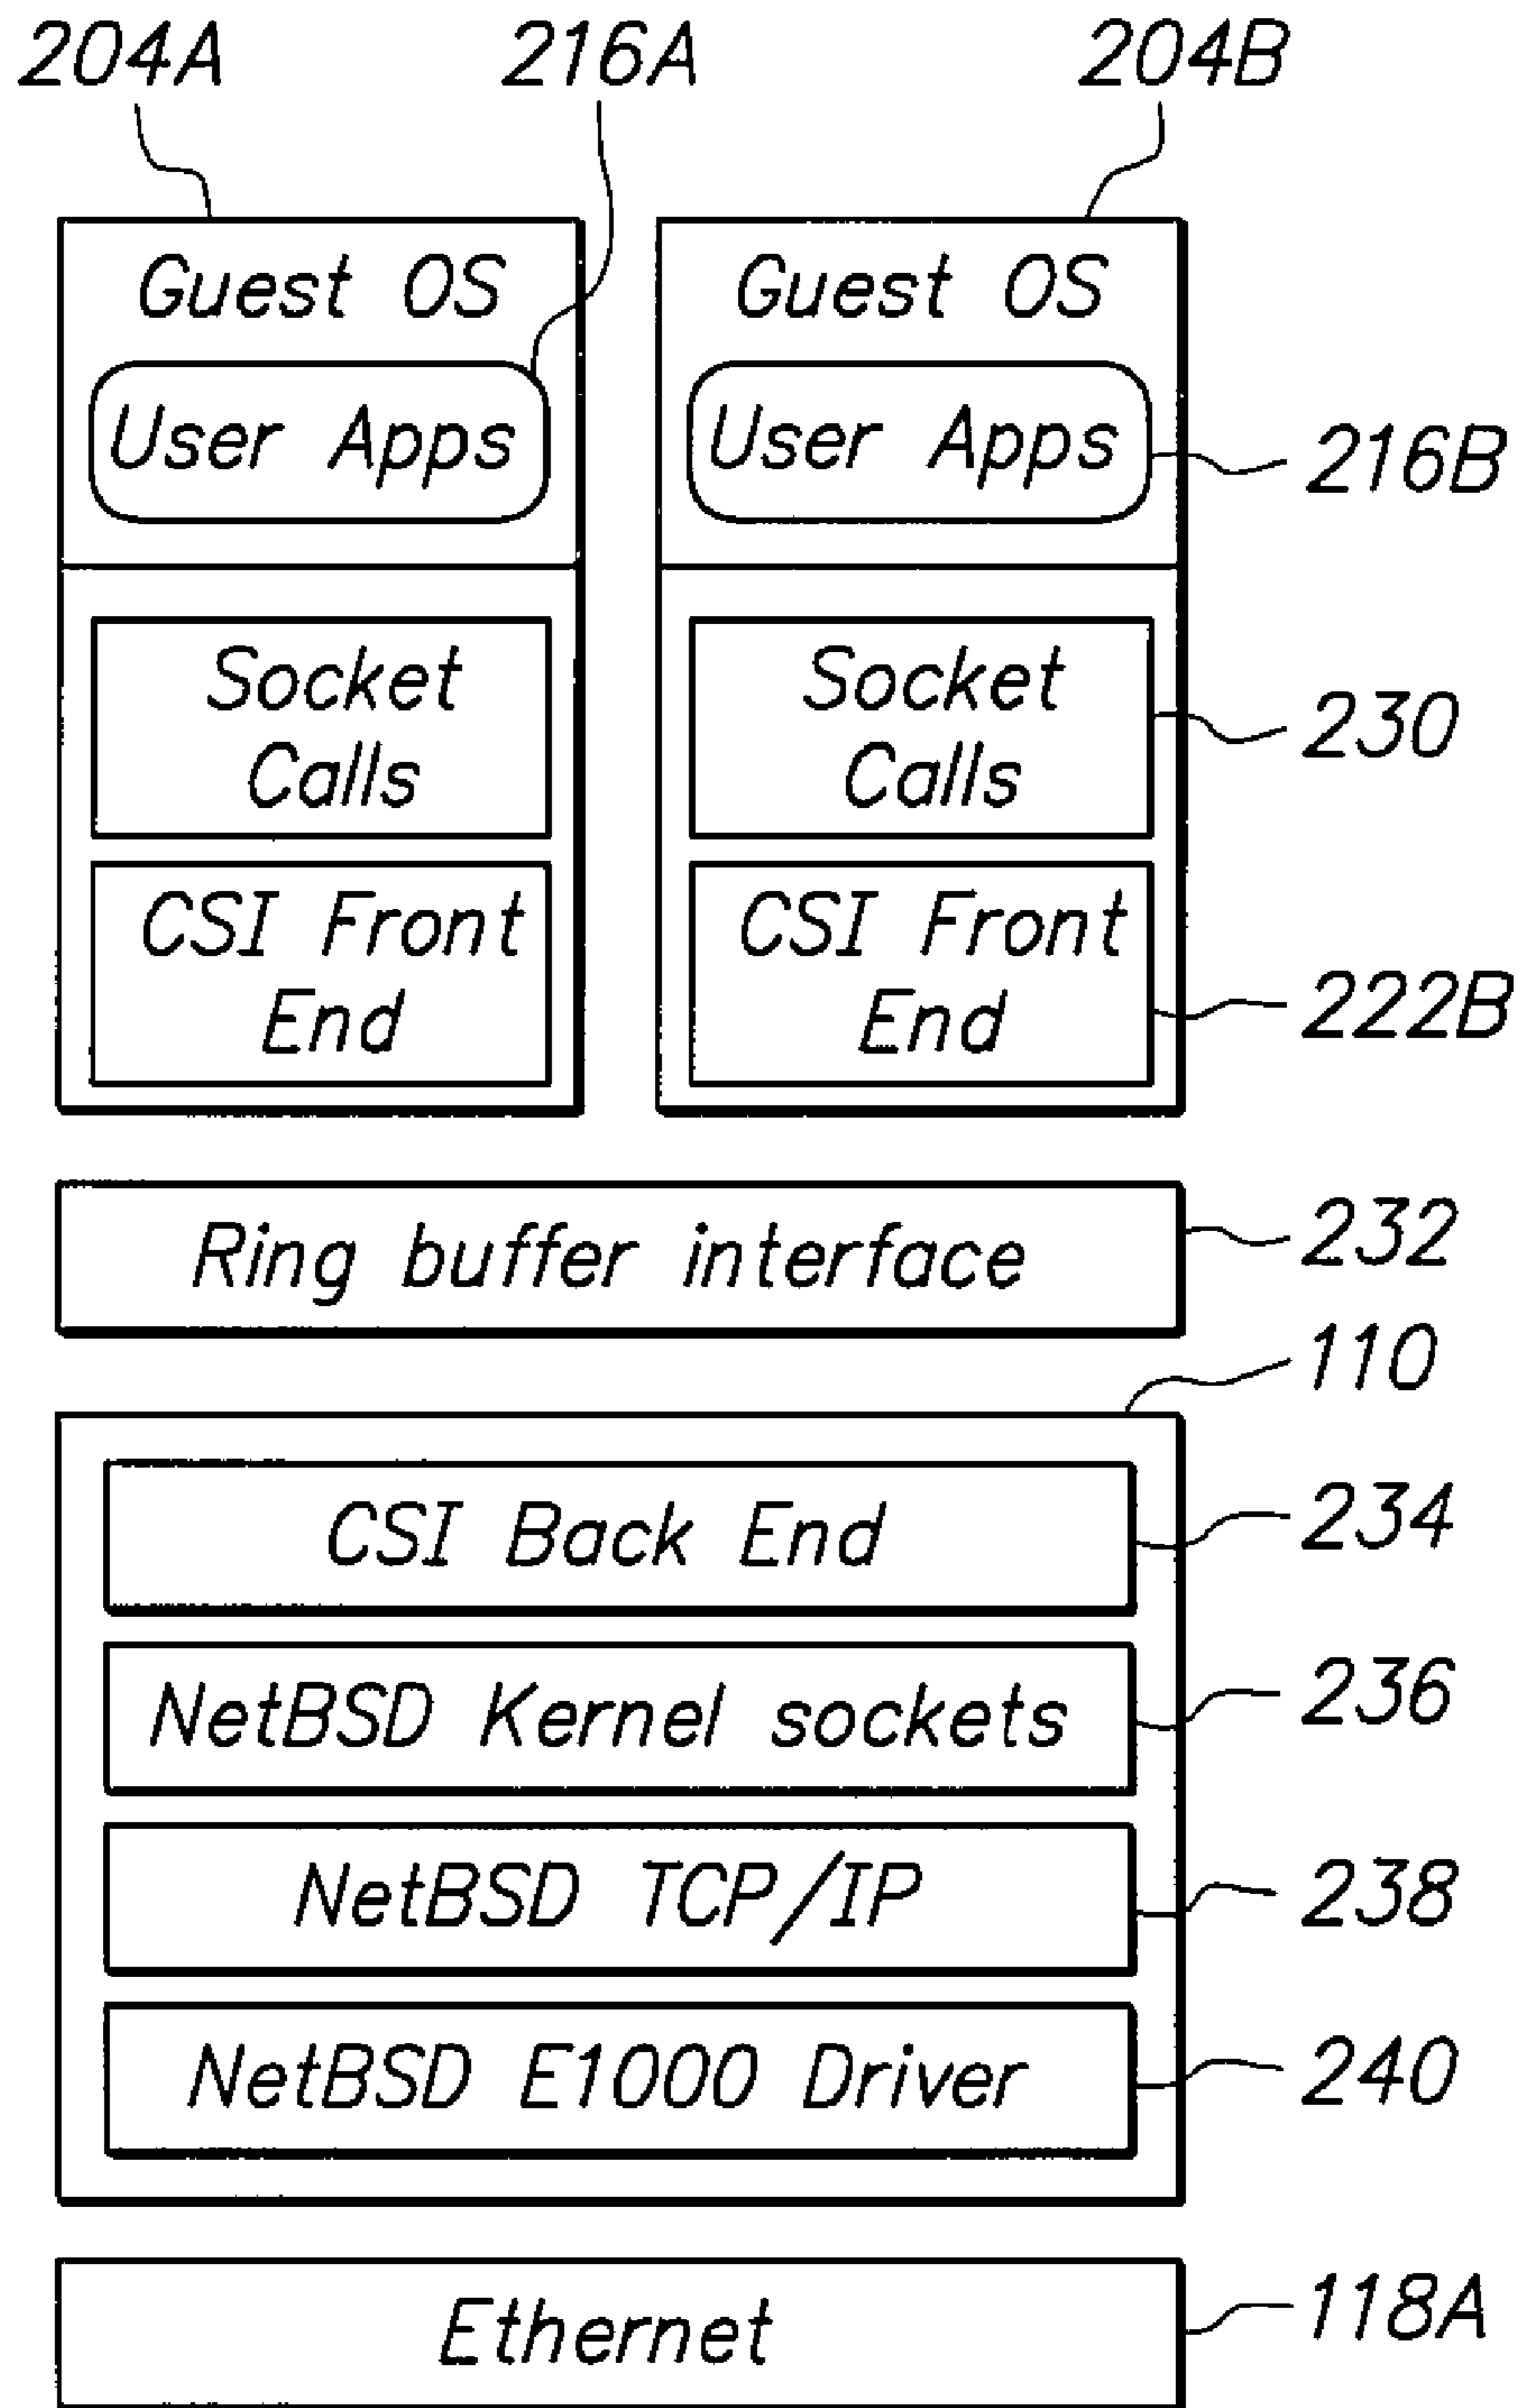 204A 216A 204B
Guest OS Guest OS
User Apps User Apps
216B
Socket Calls
Socket Calls
230
CSI Front End
CSI Front End
222B
Ring buffer interface
232
110
CSI Back End
234
NetBSD Kernel sockets
236
NetBSD TCP/IP
238
NetBSD E1000 Driver
240
Ethernet
118A